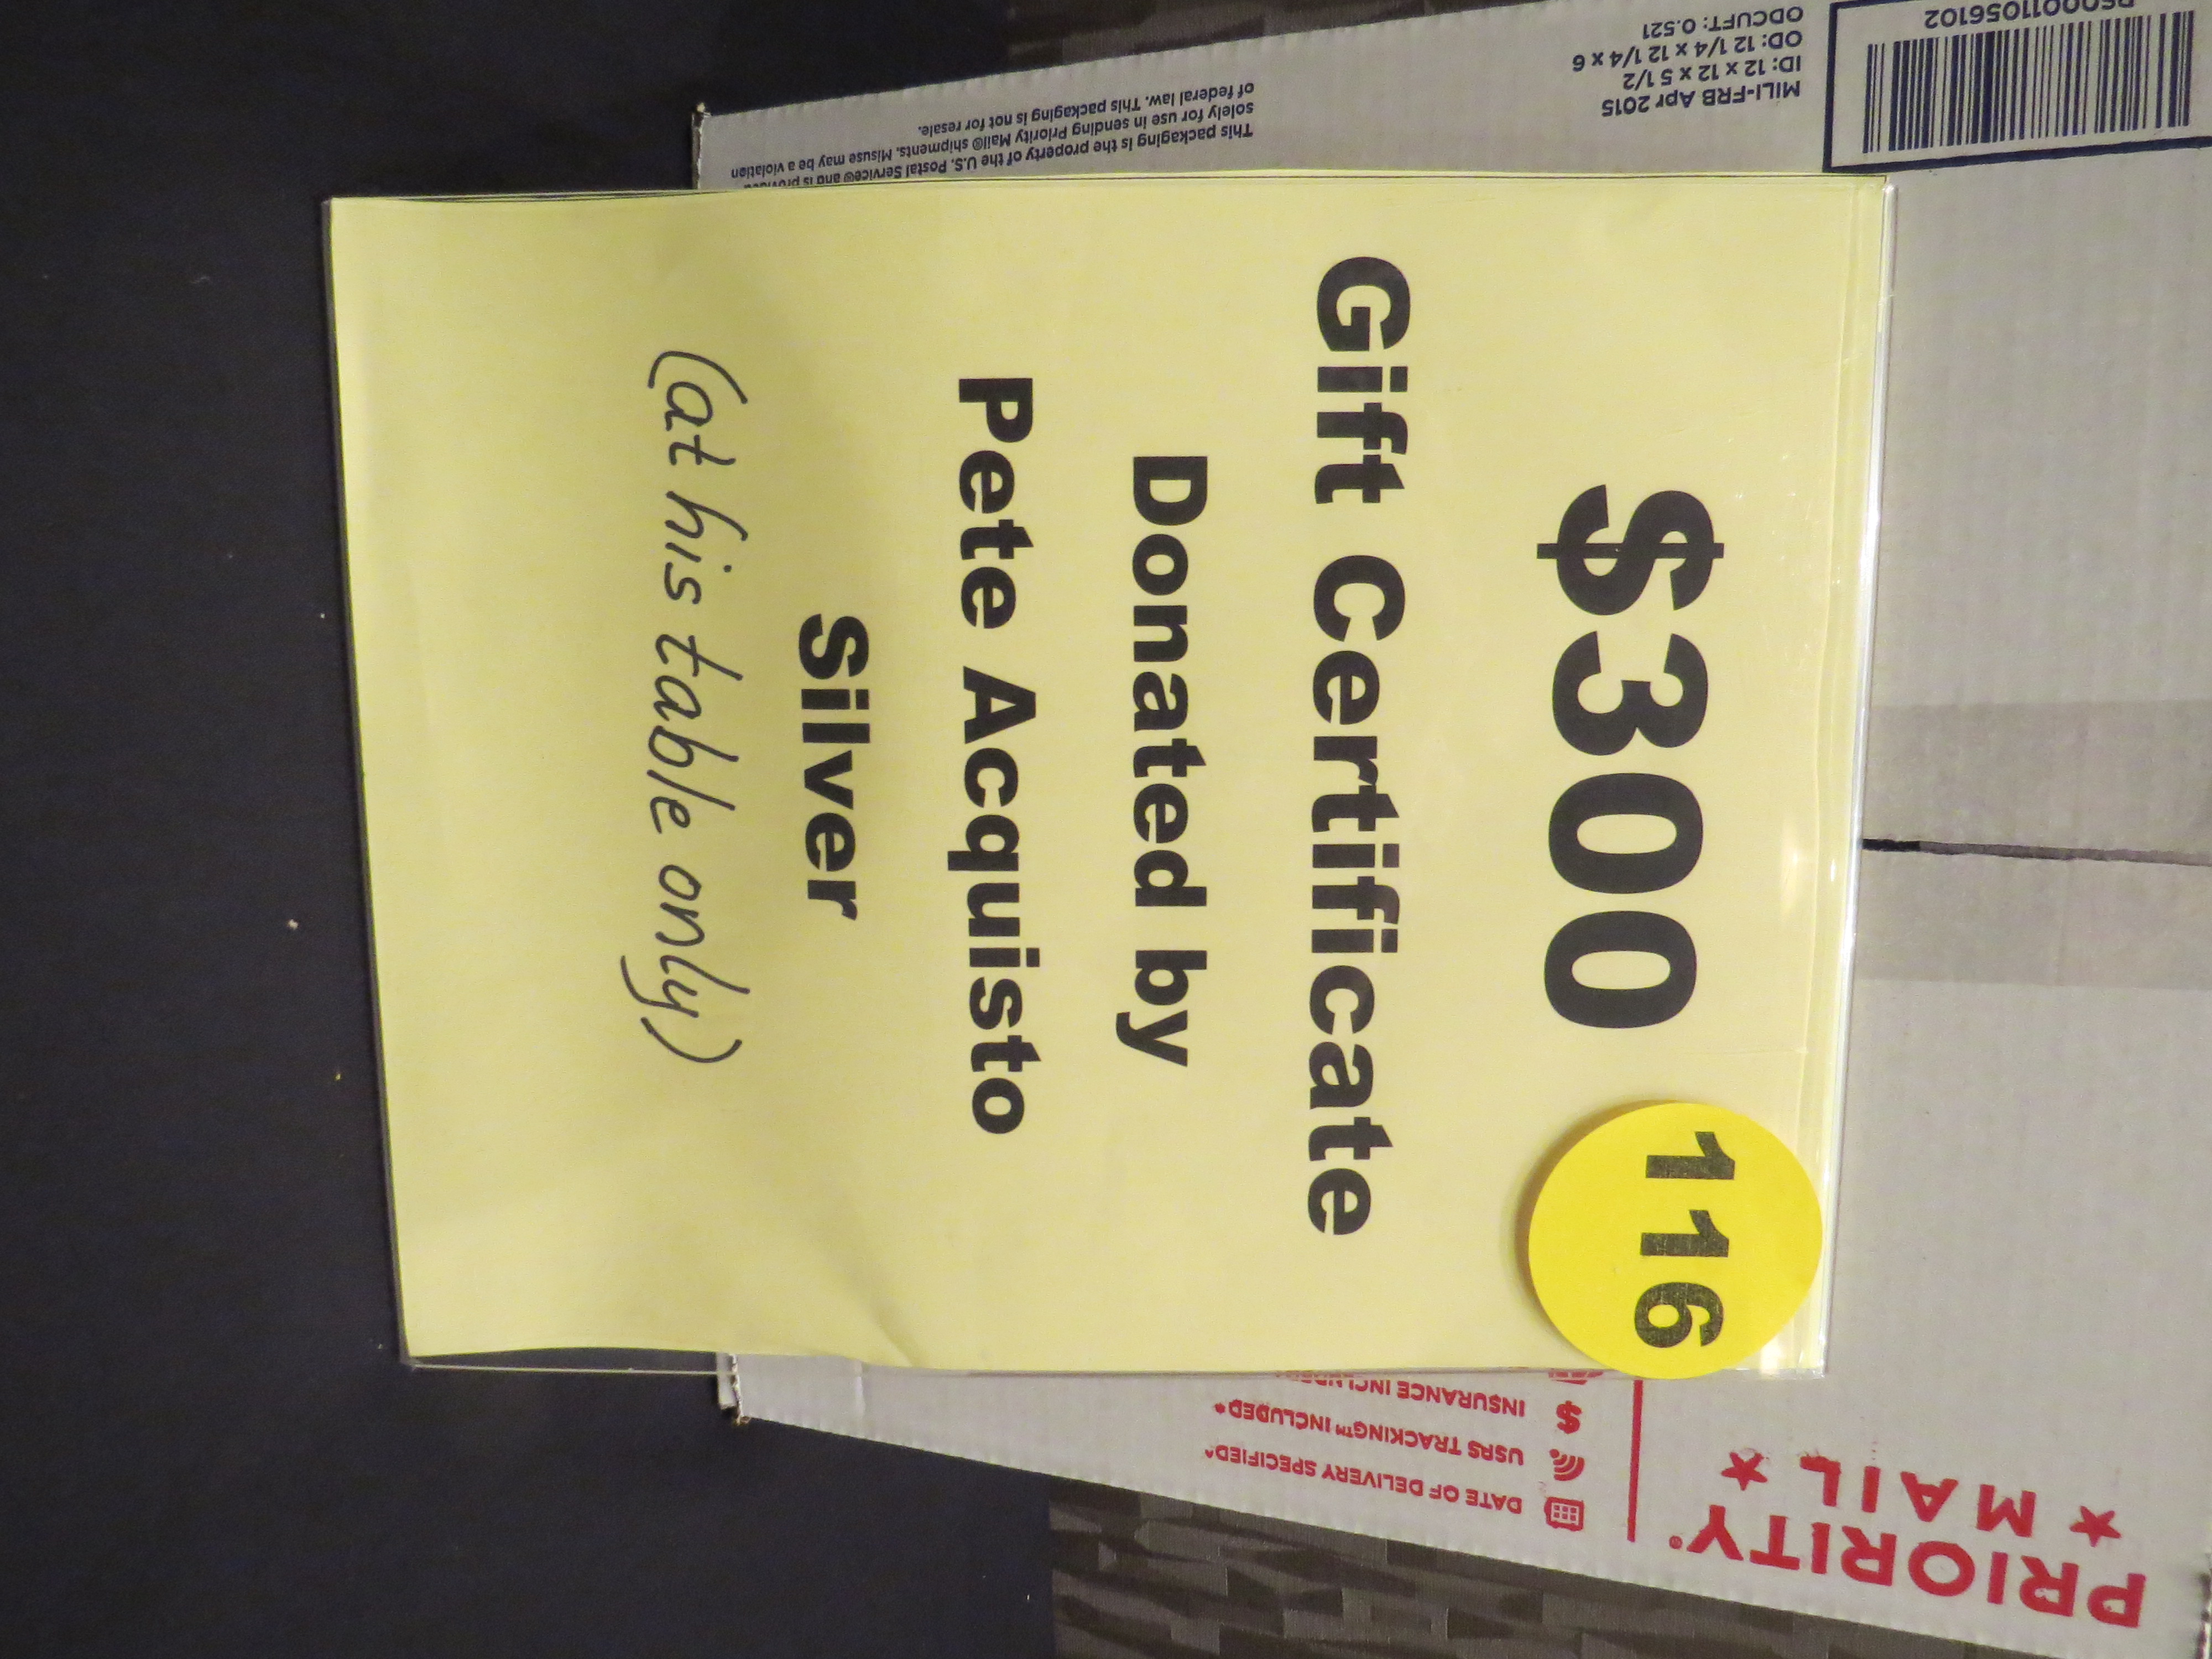 $300
Gift Certificate
Donated by
Pete Acquisto
Silver
(at his table only)
116
This packaging is the property of the U.S. Postal Service® and is provided
solely for use in sending Priority Mail® shipments. Misuse may be a violation
of federal law. This packaging is not for resale.
MILI-FRB Apr 2015
ID: 12 x 12 x 5 1/2
OD: 12 1/4 x 12 1/4 x 6
ODCUFT: 0.521
PRIORITY®
★ MAIL ★
DATE OF DELIVERY SPECIFIED*
USPS TRACKING™ INCLUDED*
$ INSURANCE INCLUDED